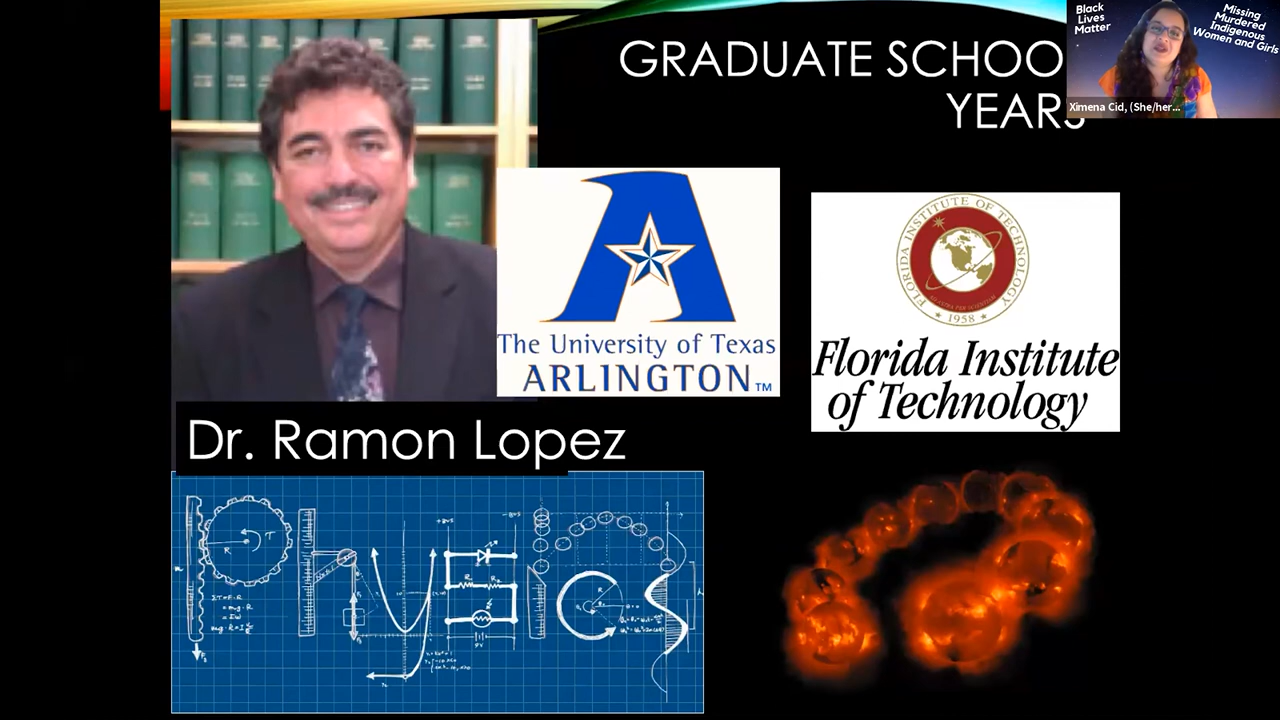 GRADUATE SCHOO
YEARS
Black
Lives
Matter
Missing
Murdered
Indigenous
Women and Girls
Ximena Cid, (She/her...
The University of Texas
ARLINGTON™
FLORIDA INSTITUTE OF TECHNOLOGY
1958
Florida Institute
of Technology
Dr. Ramon Lopez
Physics
R
T
R
R